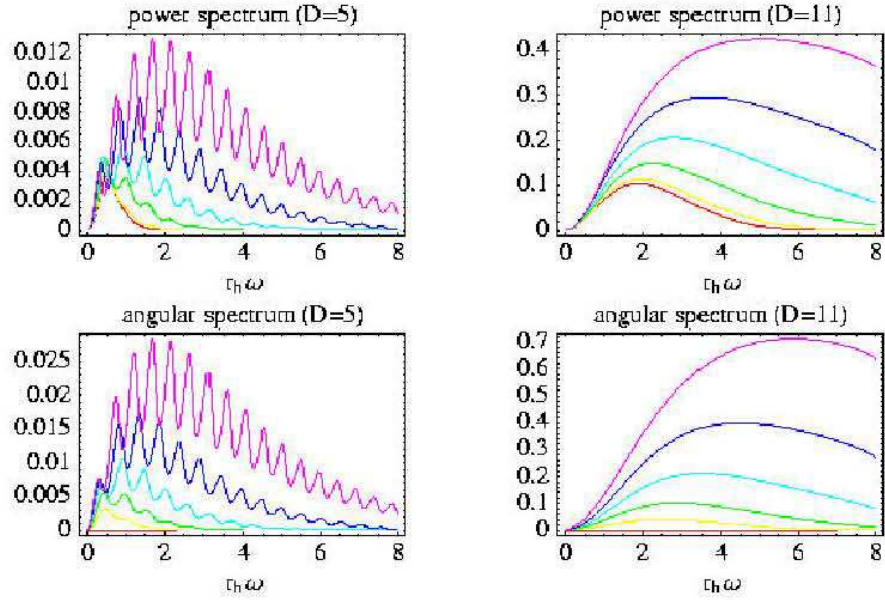 power spectrum (D=5)
0.012
0.01
0.008
0.006
0.004
0.002
0
0 2 4 6 8
rₕ ω
power spectrum (D=11)
0.4
0.3
0.2
0.1
0
0 2 4 6 8
rₕ ω
angular spectrum (D=5)
0.025
0.02
0.015
0.01
0.005
0
0 2 4 6 8
rₕ ω
angular spectrum (D=11)
0.7
0.6
0.5
0.4
0.3
0.2
0.1
0
0 2 4 6 8
rₕ ω